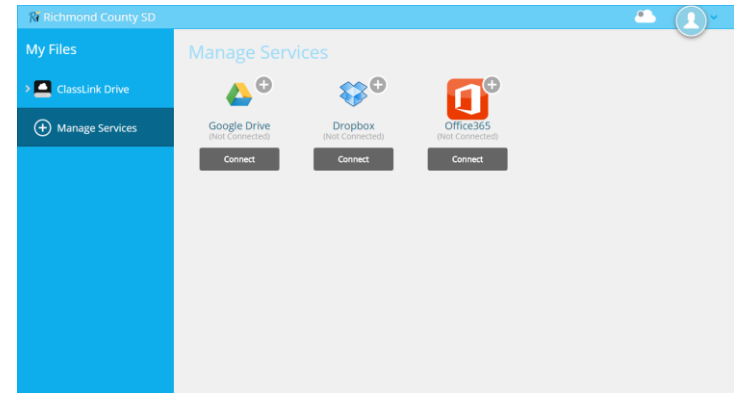 Richmond County SD
My Files
Manage Services
ClassLink Drive
Manage Services
Google Drive
(Not Connected)
Connect
Dropbox
(Not Connected)
Connect
Office365
(Not Connected)
Connect